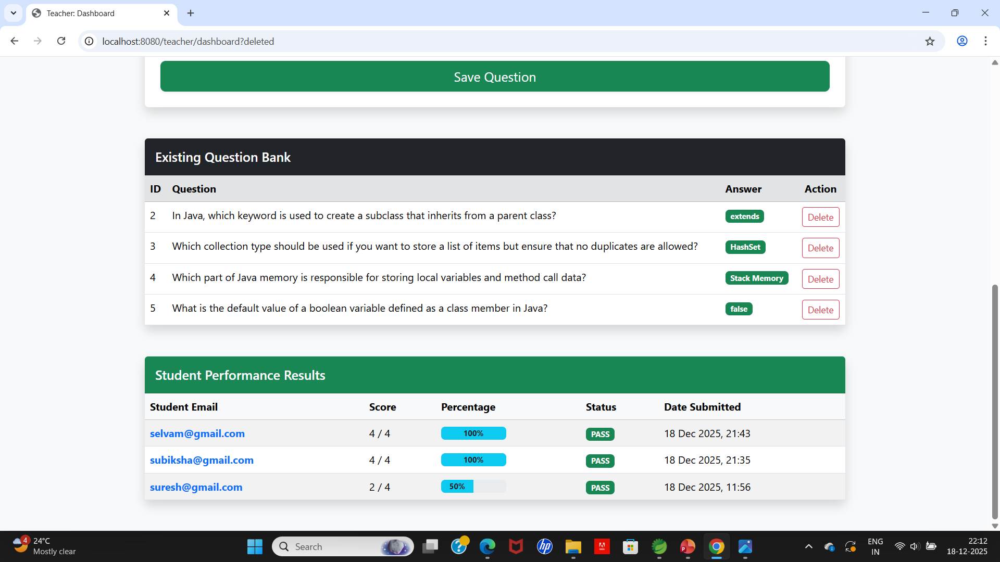 Teacher: Dashboard
localhost:8080/teacher/dashboard?deleted
Save Question
Existing Question Bank
ID Question Answer Action
2 In Java, which keyword is used to create a subclass that inherits from a parent class? extends Delete
3 Which collection type should be used if you want to store a list of items but ensure that no duplicates are allowed? HashSet Delete
4 Which part of Java memory is responsible for storing local variables and method call data? Stack Memory Delete
5 What is the default value of a boolean variable defined as a class member in Java? false Delete
Student Performance Results
Student Email Score Percentage Status Date Submitted
selvam@gmail.com 4 / 4 100% PASS 18 Dec 2025, 21:43
subiksha@gmail.com 4 / 4 100% PASS 18 Dec 2025, 21:35
suresh@gmail.com 2 / 4 50% PASS 18 Dec 2025, 11:56
4 24°C
Mostly clear
Search
hp
P
ENG
IN
22:12
18-12-2025